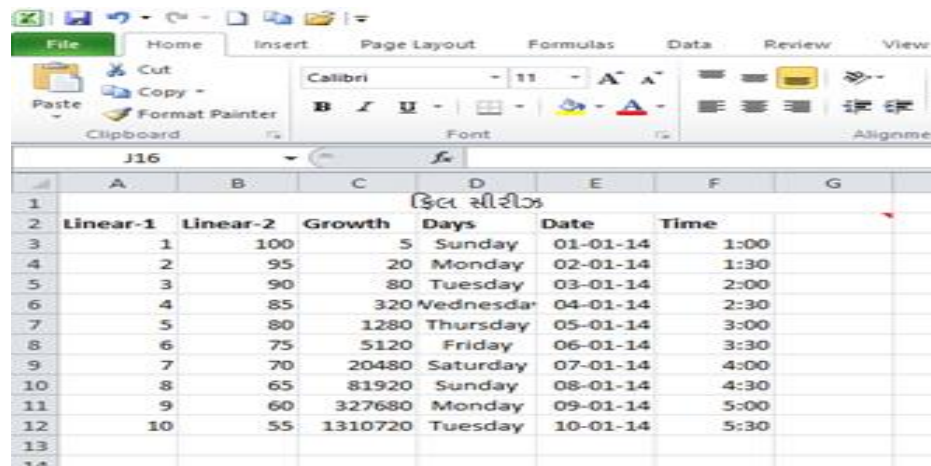 File Home Insert Page Layout Formulas Data Review View
Cut
Copy
Paste
Format Painter
Calibri 11 A A
B I U A
Clipboard Font Alignme
J16 fx
A B C D E F G
1 ફિલ સીરીઝ
2 Linear-1 Linear-2 Growth Days Date Time
3 1 100 5 Sunday 01-01-14 1:00
4 2 95 20 Monday 02-01-14 1:30
5 3 90 80 Tuesday 03-01-14 2:00
6 4 85 320 Wednesday 04-01-14 2:30
7 5 80 1280 Thursday 05-01-14 3:00
8 6 75 5120 Friday 06-01-14 3:30
9 7 70 20480 Saturday 07-01-14 4:00
10 8 65 81920 Sunday 08-01-14 4:30
11 9 60 327680 Monday 09-01-14 5:00
12 10 55 1310720 Tuesday 10-01-14 5:30
13
14